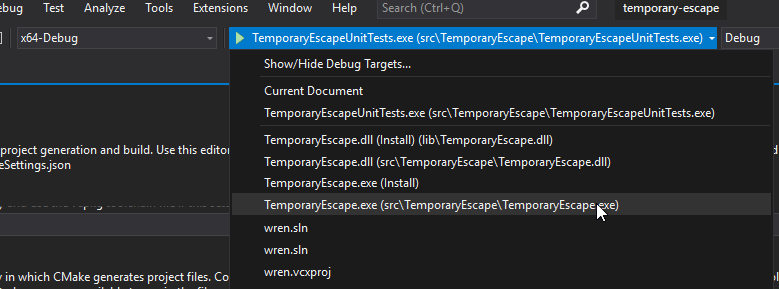 ebug Test Analyze Tools Extensions Window Help Search (Ctrl+Q) temporary-escape
x64-Debug TemporaryEscapeUnitTests.exe (src\TemporaryEscape\TemporaryEscapeUnitTests.exe) Debug
Show/Hide Debug Targets...
Current Document
TemporaryEscapeUnitTests.exe (src\TemporaryEscape\TemporaryEscapeUnitTests.exe)
TemporaryEscape.dll (Install) (lib\TemporaryEscape.dll)
project generation and build. Use this editor
TemporaryEscape.dll (src\TemporaryEscape\TemporaryEscape.dll)
eSettings.json
TemporaryEscape.exe (Install)
TemporaryEscape.exe (src\TemporaryEscape\TemporaryEscape.exe)
wren.sln
wren.sln
y in which CMake generates project files. Co
wren.vcxproj